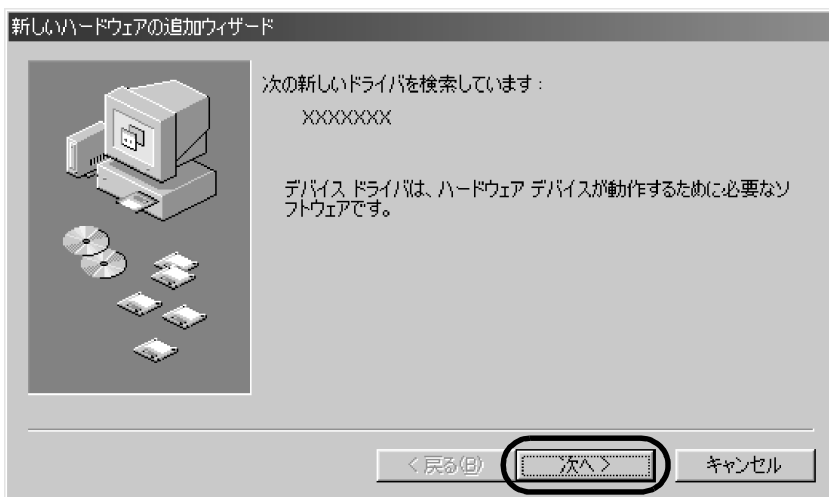 新しいハードウェアの追加ウィザード
次の新しいドライバを検索しています：
XXXXXXX
デバイス ドライバは、ハードウェア デバイスが動作するために必要なソ
フトウェアです。
< 戻る(B)
次へ >
キャンセル